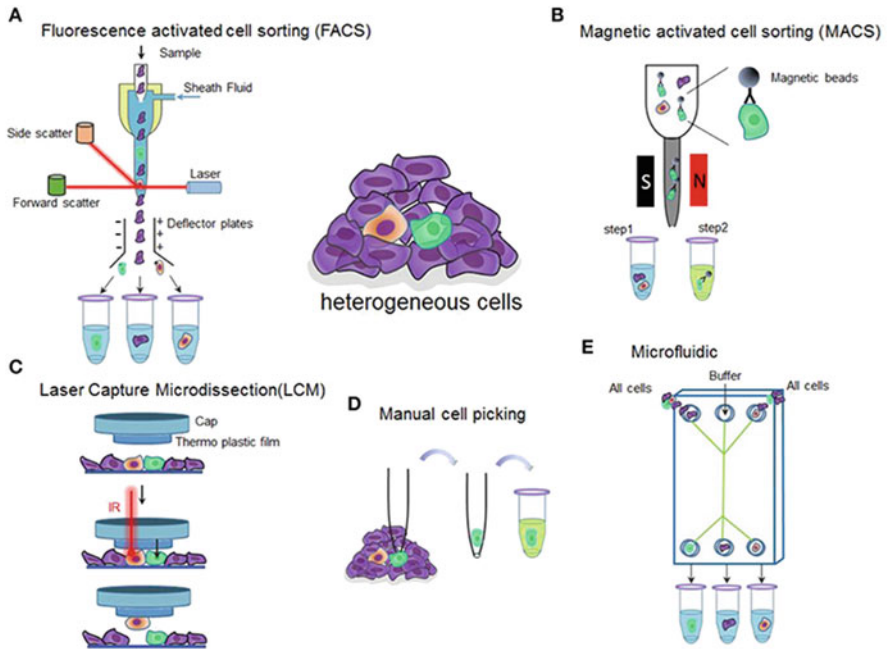 A
Fluorescence activated cell sorting (FACS)
Sample
Sheath Fluid
Side scatter
Laser
Forward scatter
Deflector plates
- +
- +
- +
B
Magnetic activated cell sorting (MACS)
Magnetic beads
S N
step1 step2
heterogeneous cells
C
Laser Capture Microdissection(LCM)
Cap
Thermo plastic film
IR
D
Manual cell picking
E
Microfluidic
All cells Buffer All cells